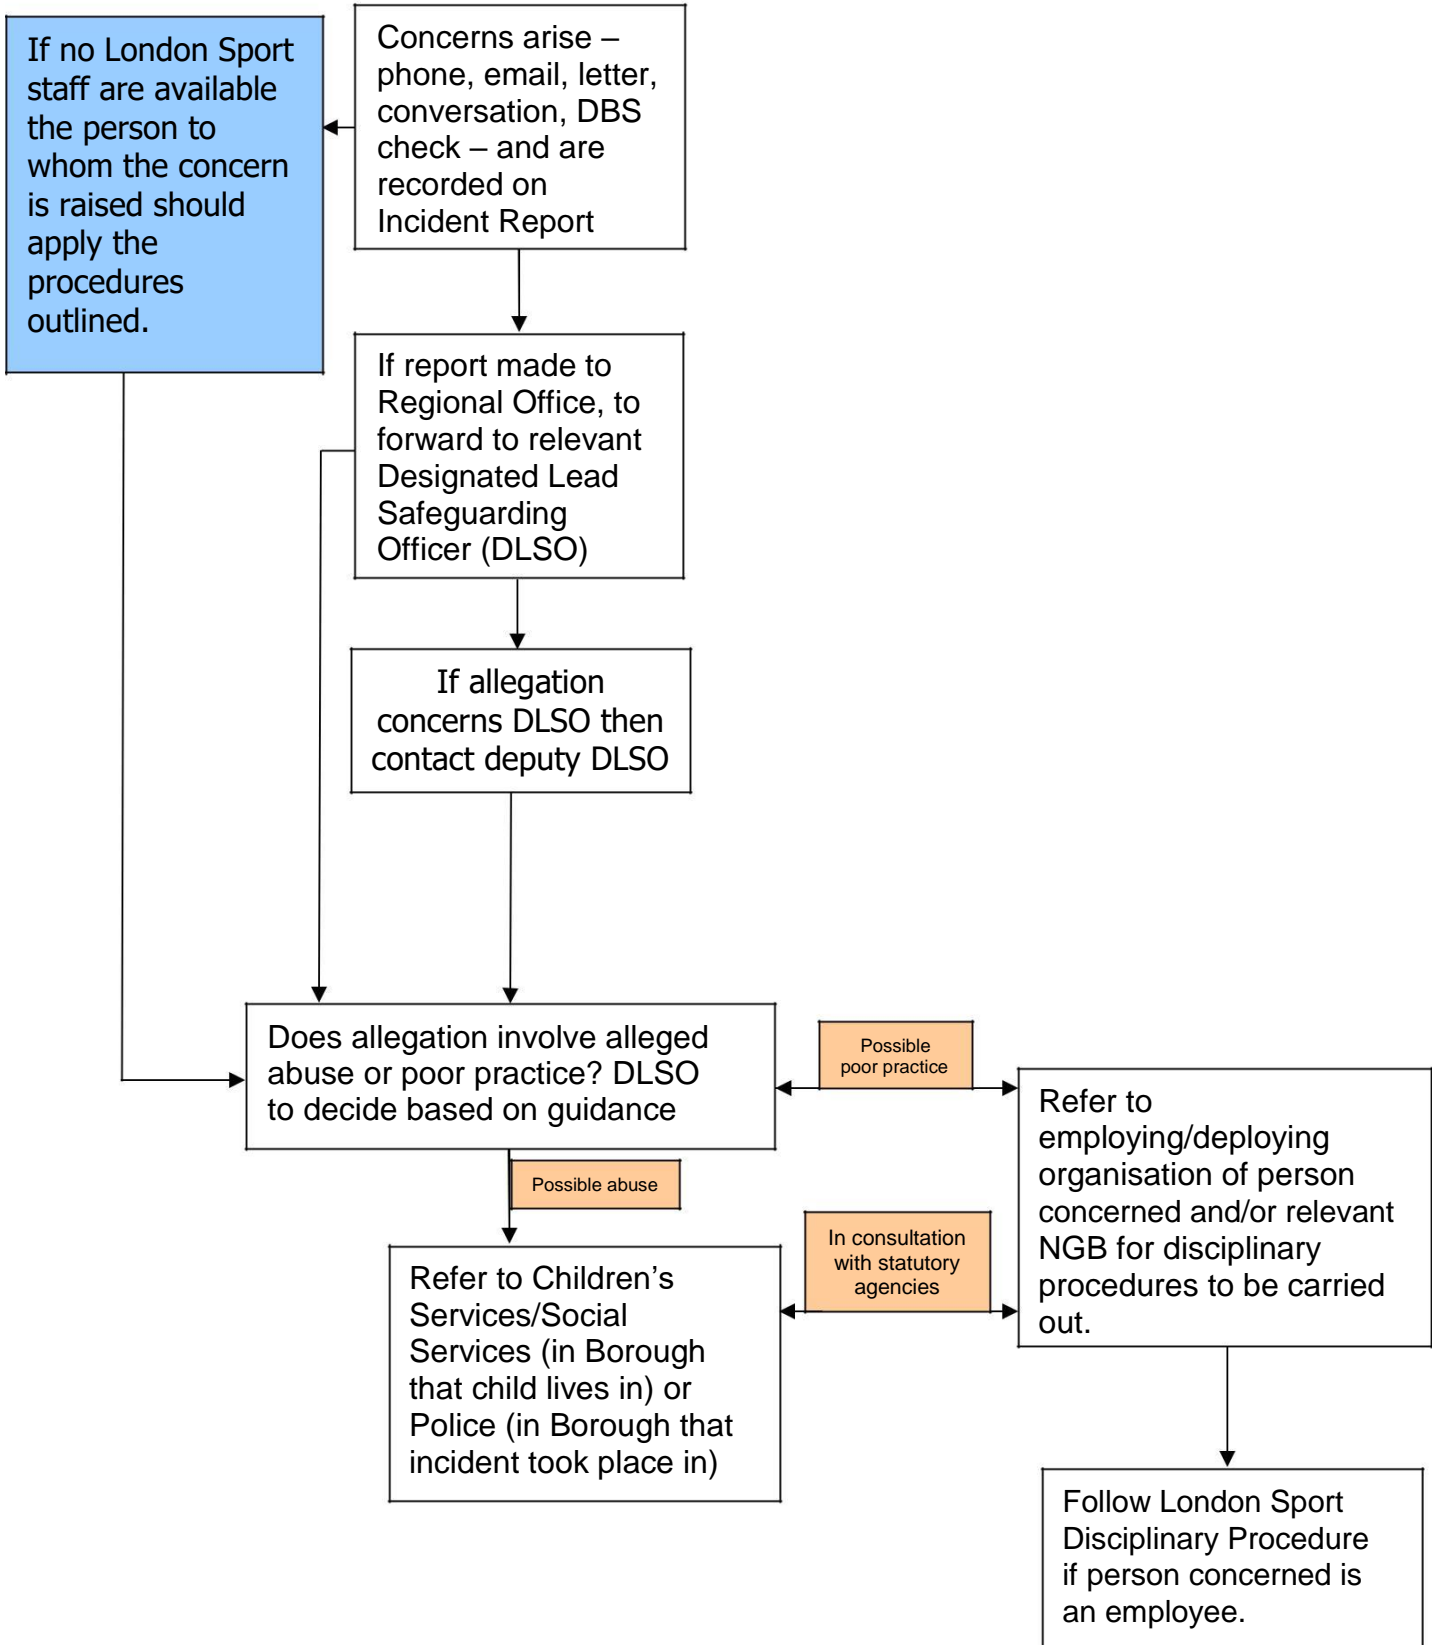 If no London Sport
staff are available
the person to
whom the concern
is raised should
apply the
procedures
outlined.
Concerns arise –
phone, email, letter,
conversation, DBS
check – and are
recorded on
Incident Report
If report made to
Regional Office, to
forward to relevant
Designated Lead
Safeguarding
Officer (DLSO)
If allegation
concerns DLSO then
contact deputy DLSO
Does allegation involve alleged
abuse or poor practice? DLSO
to decide based on guidance
Possible
poor practice
Possible abuse
Refer to
employing/deploying
organisation of person
concerned and/or relevant
NGB for disciplinary
procedures to be carried
out.
In consultation
with statutory
agencies
Refer to Children’s
Services/Social
Services (in Borough
that child lives in) or
Police (in Borough that
incident took place in)
Follow London Sport
Disciplinary Procedure
if person concerned is
an employee.